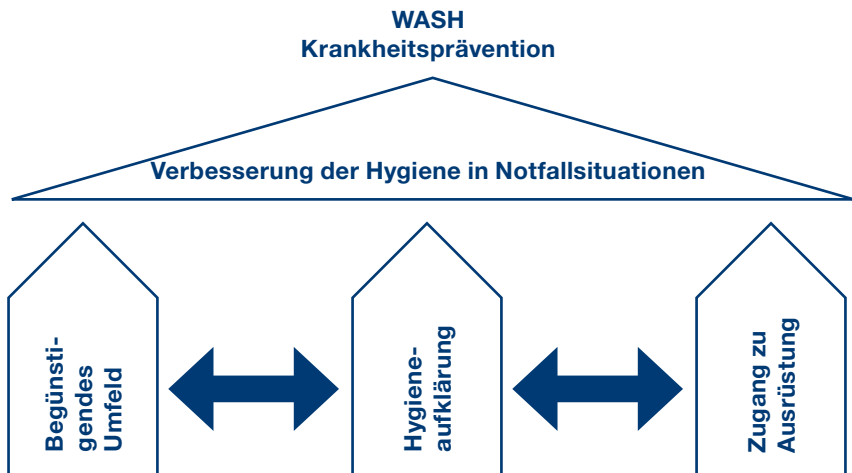 WASH
Krankheitsprävention
Verbesserung der Hygiene in Notfallsituationen
Begünsti-
gendes
Umfeld
Hygiene-
aufklärung
Zugang zu
Ausrüstung